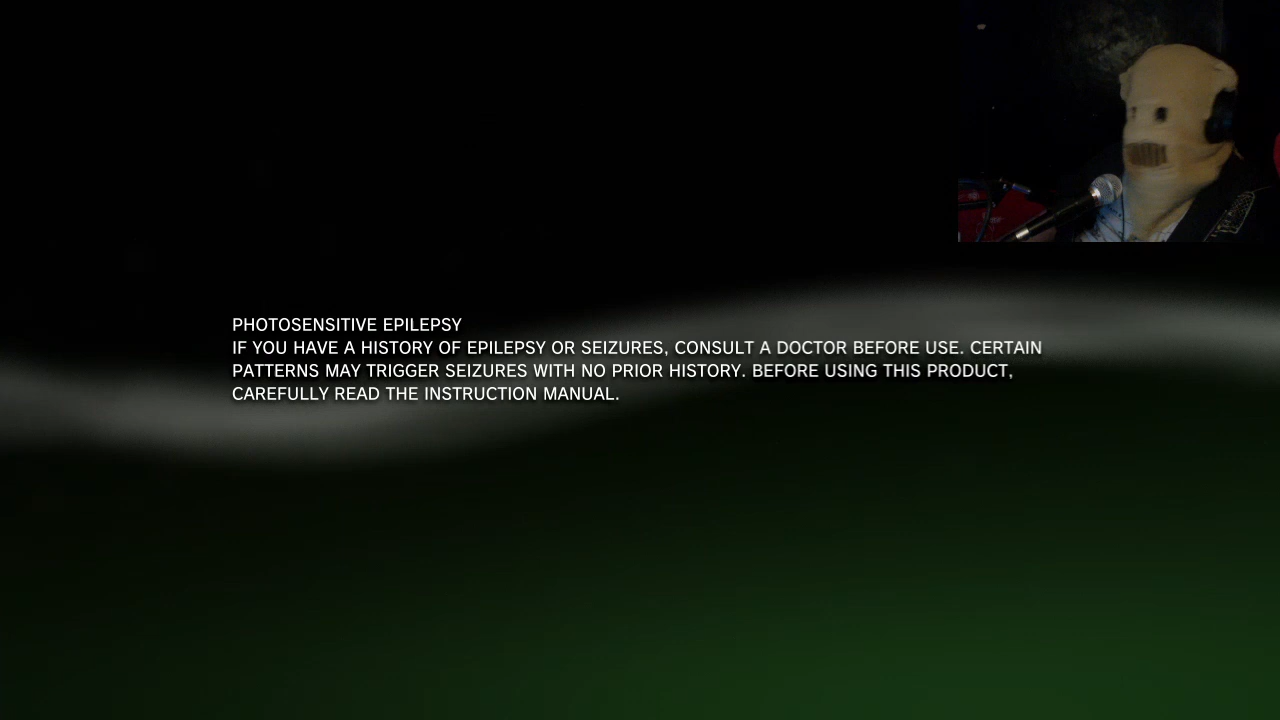 PHOTOSENSITIVE EPILEPSY
IF YOU HAVE A HISTORY OF EPILEPSY OR SEIZURES, CONSULT A DOCTOR BEFORE USE. CERTAIN
PATTERNS MAY TRIGGER SEIZURES WITH NO PRIOR HISTORY. BEFORE USING THIS PRODUCT,
CAREFULLY READ THE INSTRUCTION MANUAL.